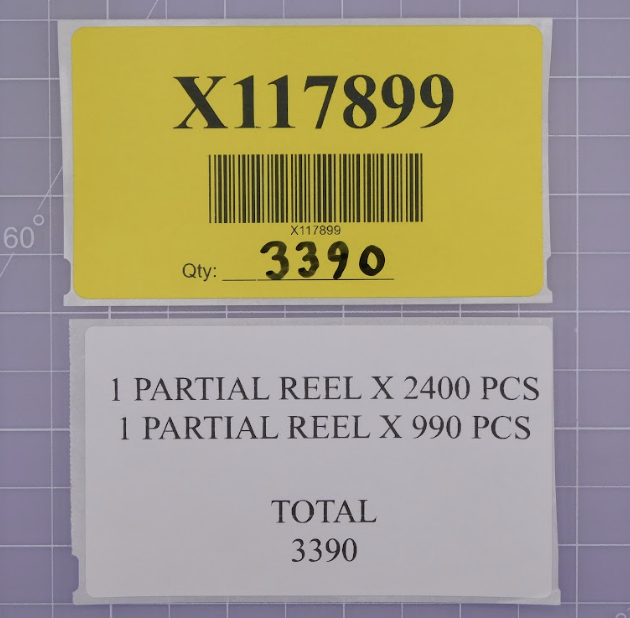 X117899
X117899
Qty: 3390
60°
1 PARTIAL REEL X 2400 PCS
1 PARTIAL REEL X 990 PCS
TOTAL
3390